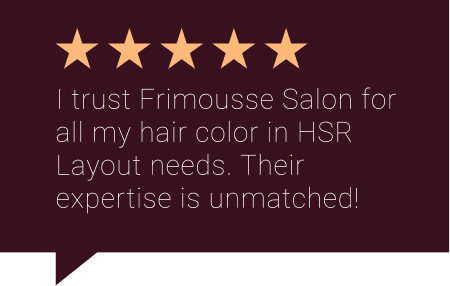 I trust Frimousse Salon for
all my hair color in HSR
Layout needs. Their
expertise is unmatched!